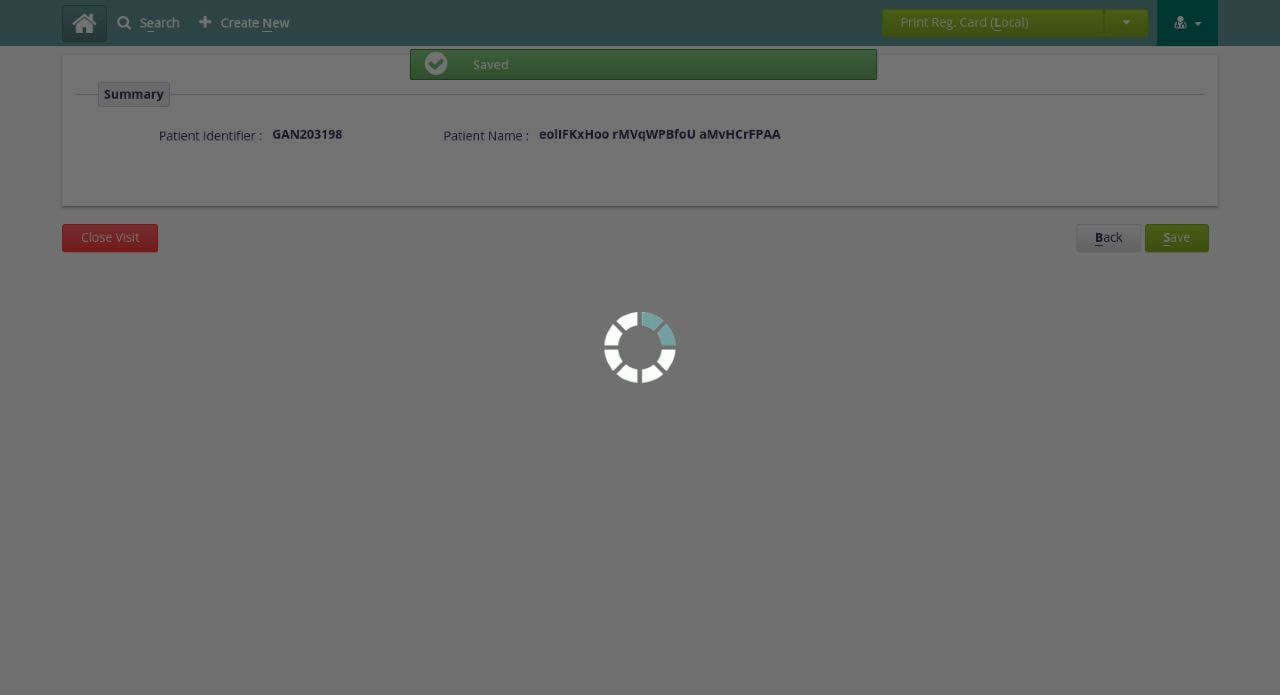 Search
Create New
Print Reg. Card (Local)
Saved
Summary
Patient Identifier : GAN203198
Patient Name : eolIFKxHoo rMVqWPBfoU aMvHCrFPAA
Close Visit
Back
Save